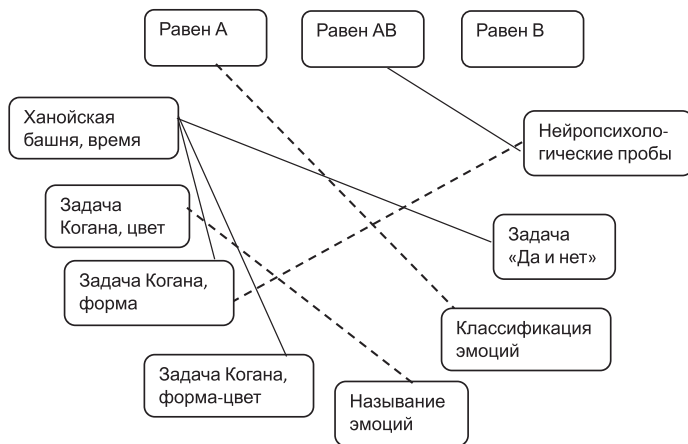 Равен А
Равен АВ
Равен В
Ханойская
башня, время
Нейропсихоло-
гические пробы
Задача
Когана, цвет
Задача
«Да и нет»
Задача Когана,
форма
Классификация
эмоций
Задача Когана,
форма-цвет
Называние
эмоций